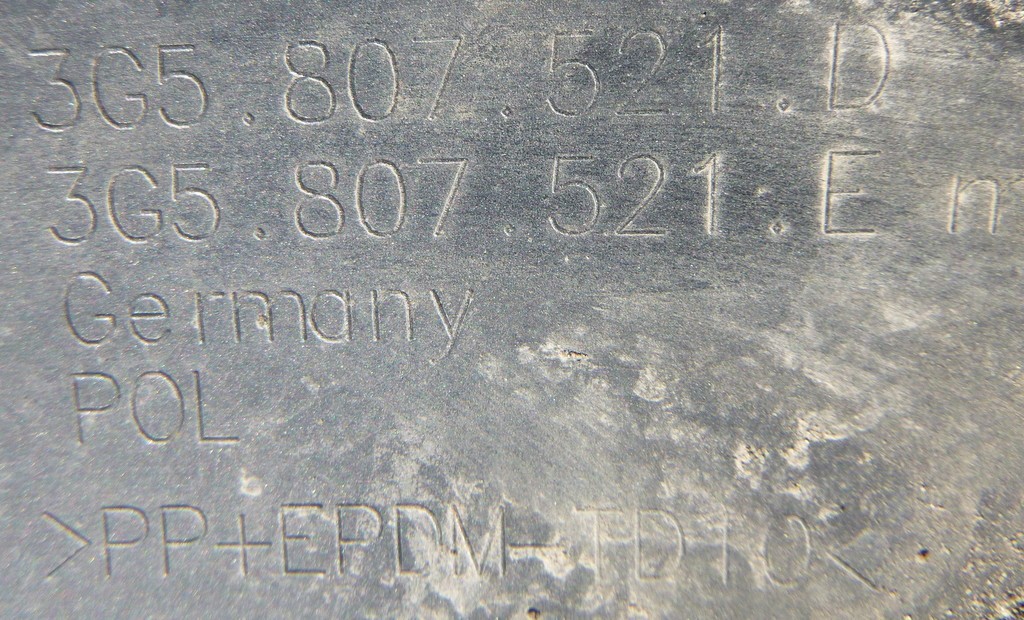 3G5.807.521.D
3G5.807.521.E
Germany
POL
>PP+EPDM-TD10<